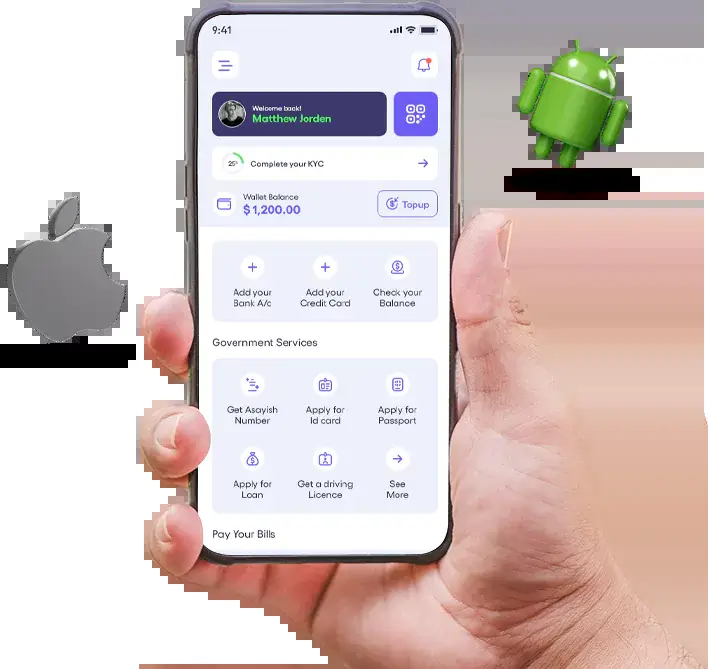 9:41
Welcome back!
Matthew Jorden
25%
Complete your KYC
Wallet Balance
$1,200.00
Topup
Add your
Bank A/c
Add your
Credit Card
Check your
Balance
Government Services
Get Asayish
Number
Apply for
Id card
Apply for
Passport
Apply for
Loan
Get a driving
Licence
See
More
Pay Your Bills